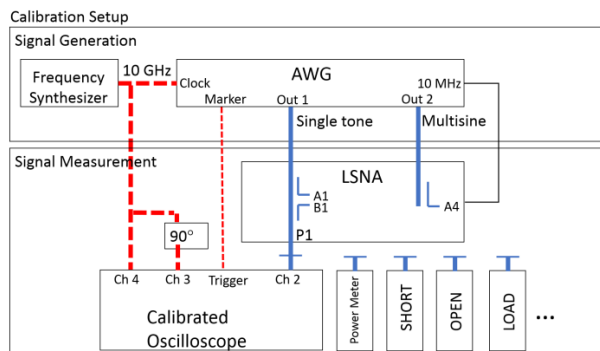 Calibration Setup
Signal Generation
Frequency
Synthesizer
10 GHz
Clock
AWG
10 MHz
Marker
Out 1
Out 2
Single tone
Multisine
Signal Measurement
LSNA
A1
B1
A4
P1
90°
Ch 4
Ch 3
Trigger
Ch 2
Calibrated
Oscilloscope
Power Meter
SHORT
OPEN
LOAD
...